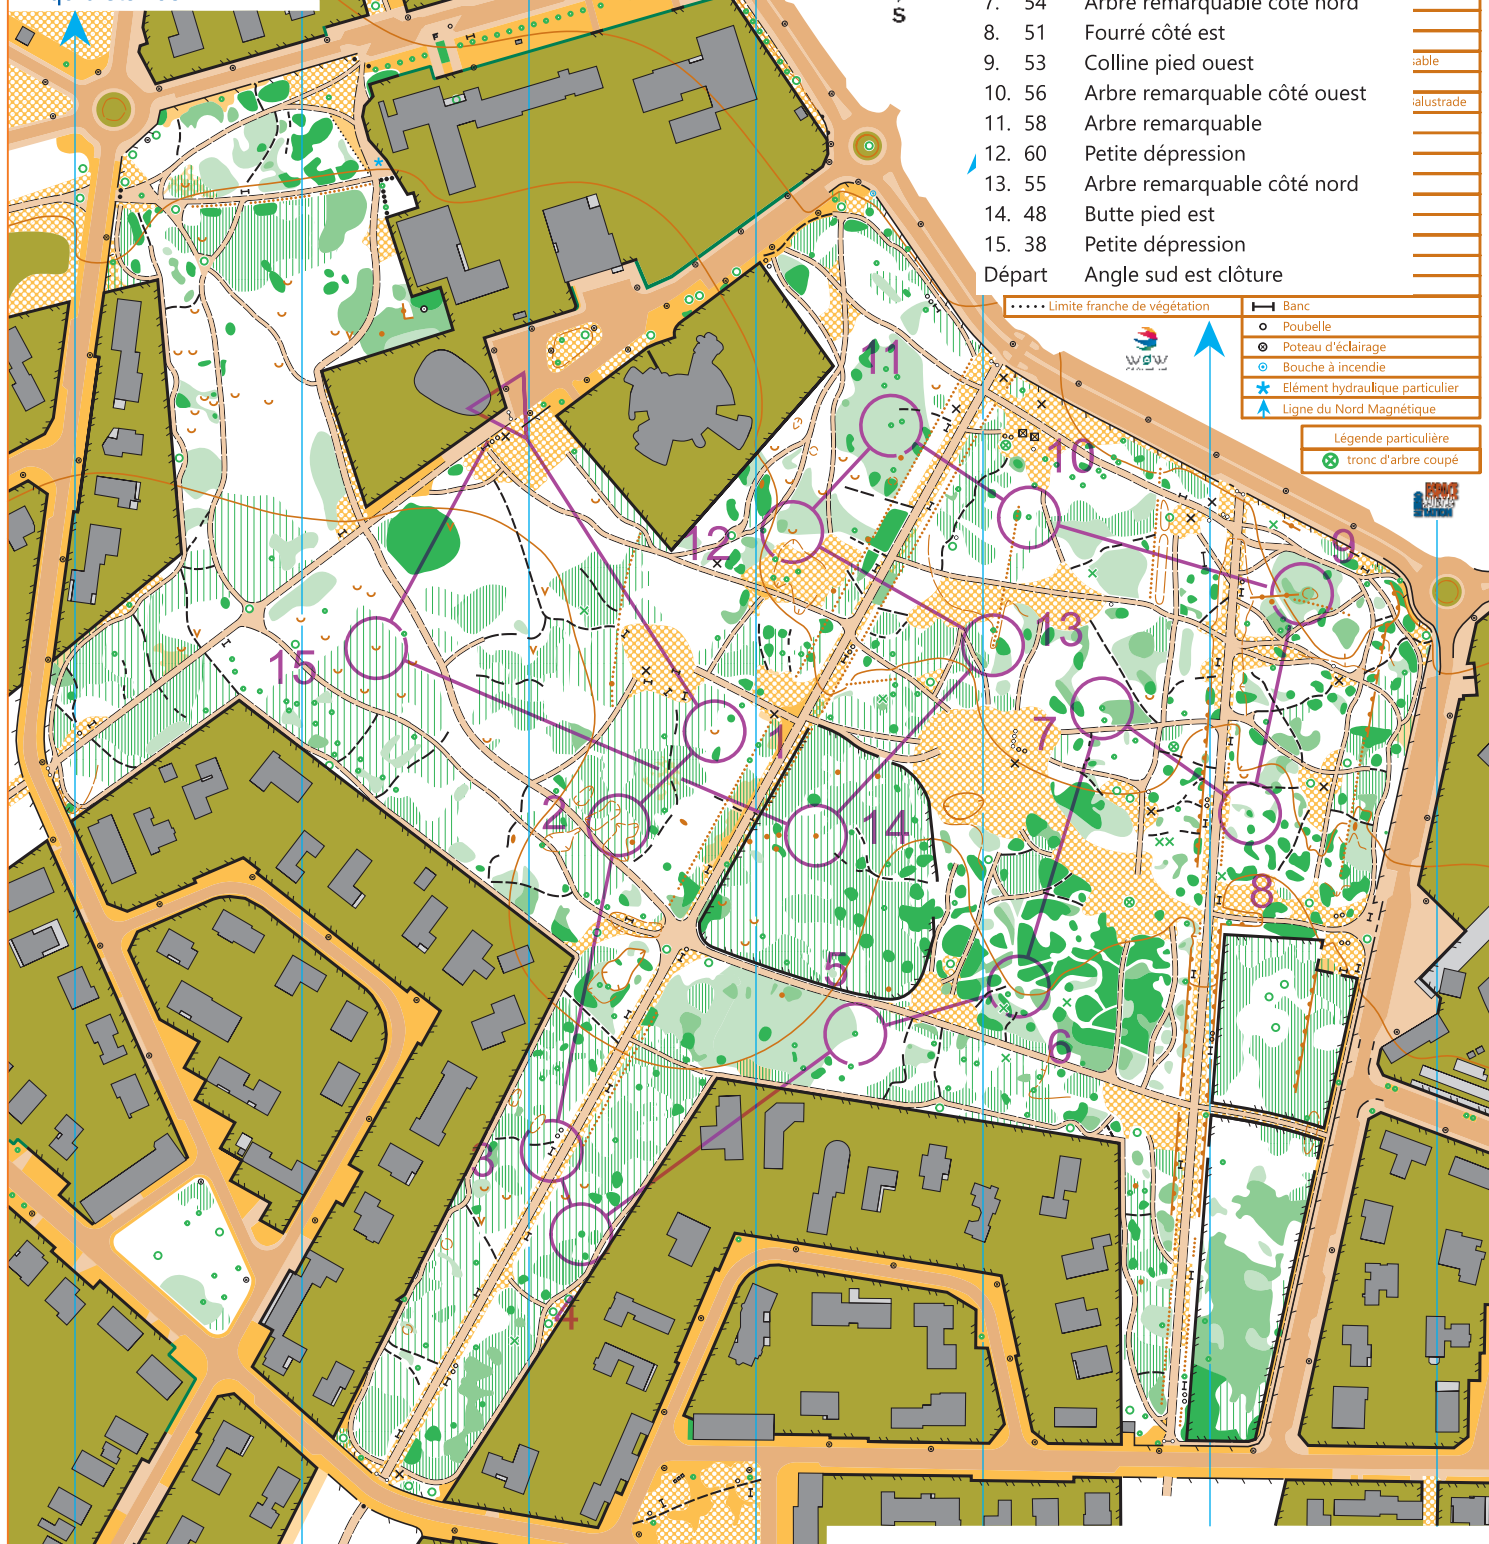 S
7. 54 Arbre remarquable côté nord
8. 51 Fourré côté est
9. 53 Colline pied ouest
10. 56 Arbre remarquable côté ouest
11. 58 Arbre remarquable
12. 60 Petite dépression
13. 55 Arbre remarquable côté nord
14. 48 Butte pied est
15. 38 Petite dépression
Départ Angle sud est clôture
sable
balustrade
Limite franche de végétation
Banc
Poubelle
Poteau d'éclairage
Bouche à incendie
Elément hydraulique particulier
Ligne du Nord Magnétique
Légende particulière
tronc d'arbre coupé
11
10
12
9
13
15
7
1
2
14
8
5
6
3
4